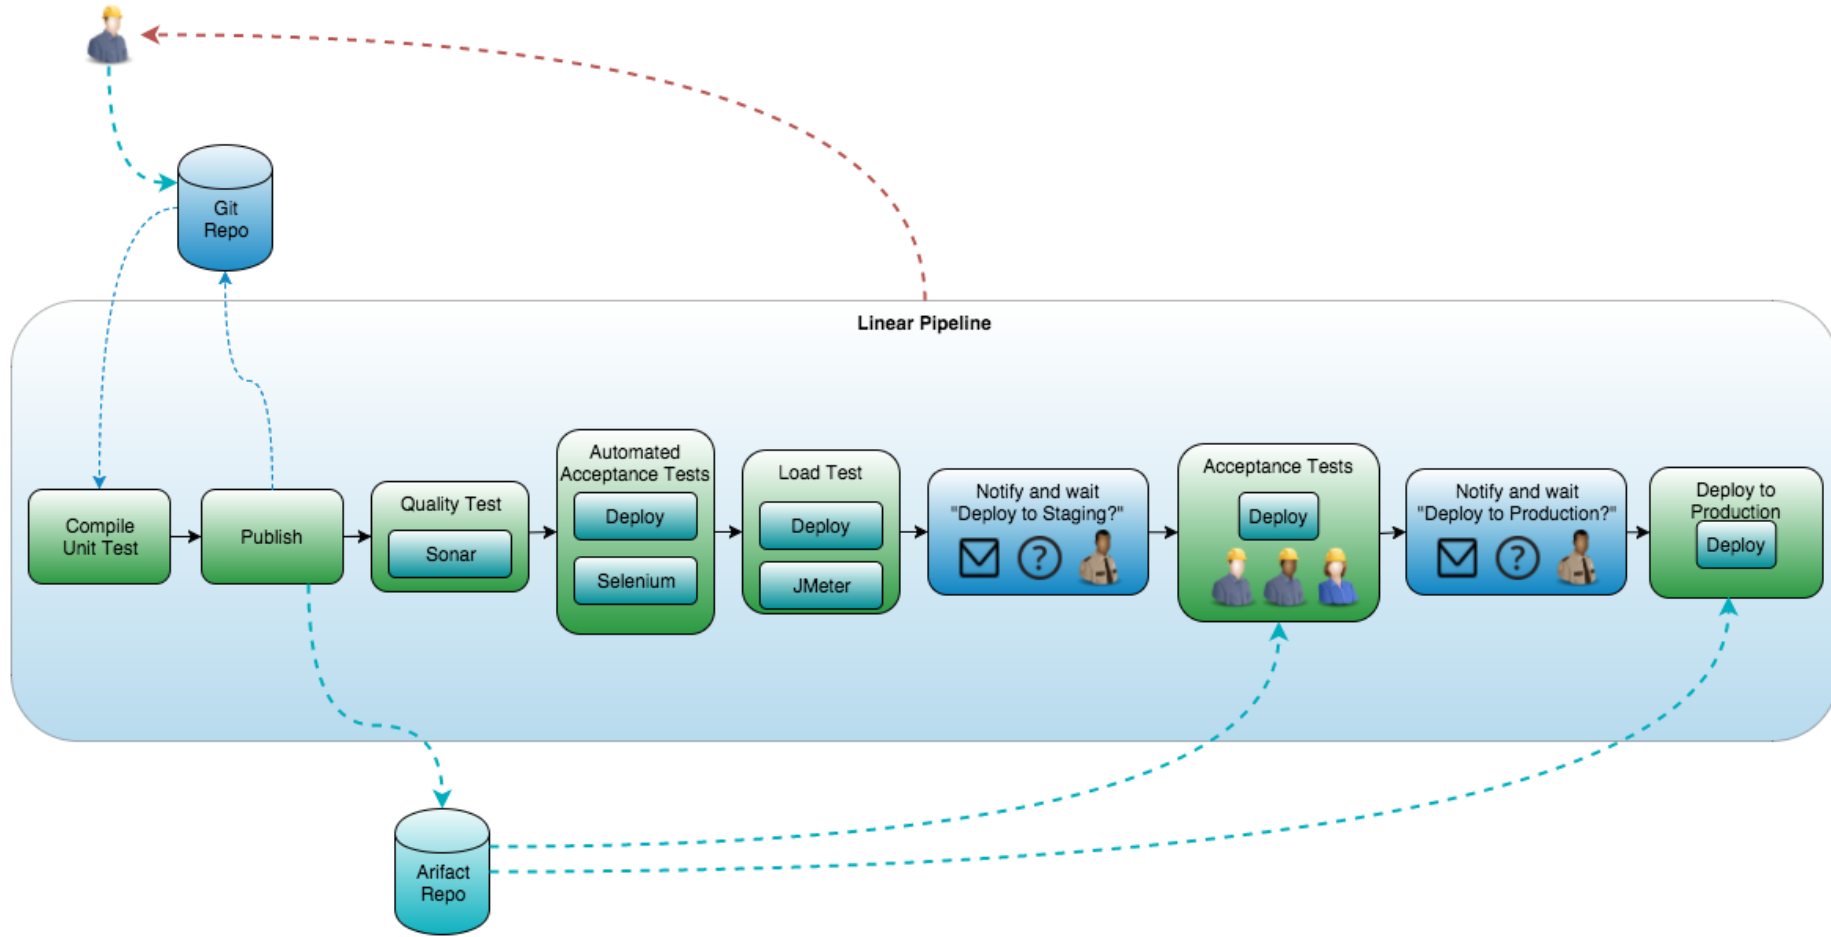 Git
Repo
Linear Pipeline
Compile
Unit Test
Publish
Quality Test
Sonar
Automated
Acceptance Tests
Deploy
Selenium
Load Test
Deploy
JMeter
Notify and wait
"Deploy to Staging?"
?
Acceptance Tests
Deploy
Notify and wait
"Deploy to Production?"
?
Deploy to
Production
Deploy
Arifact
Repo